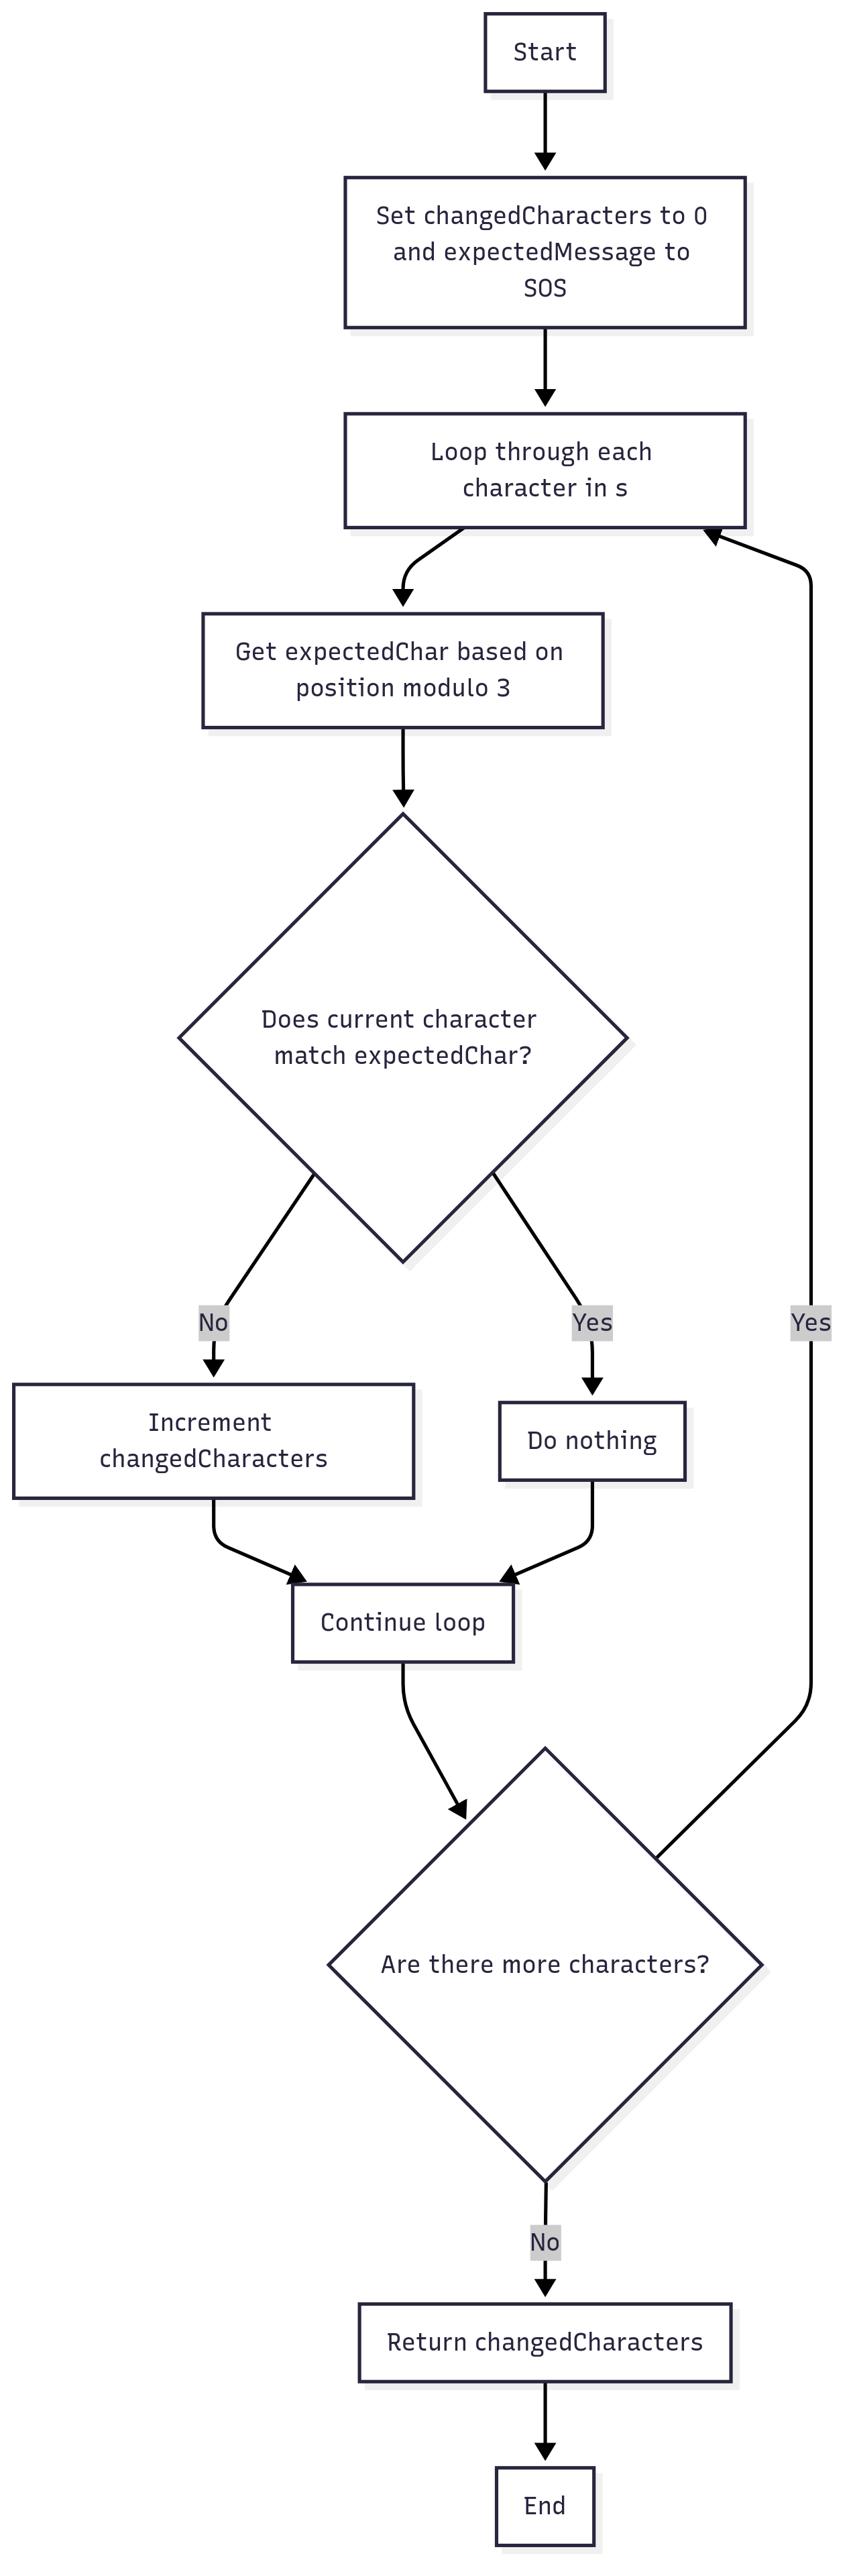 Start
Set changedCharacters to 0
and expectedMessage to
SOS
Loop through each
character in s
Get expectedChar based on
position modulo 3
Does current character
match expectedChar?
No
Yes
Yes
Increment
changedCharacters
Do nothing
Continue loop
Are there more characters?
No
Return changedCharacters
End